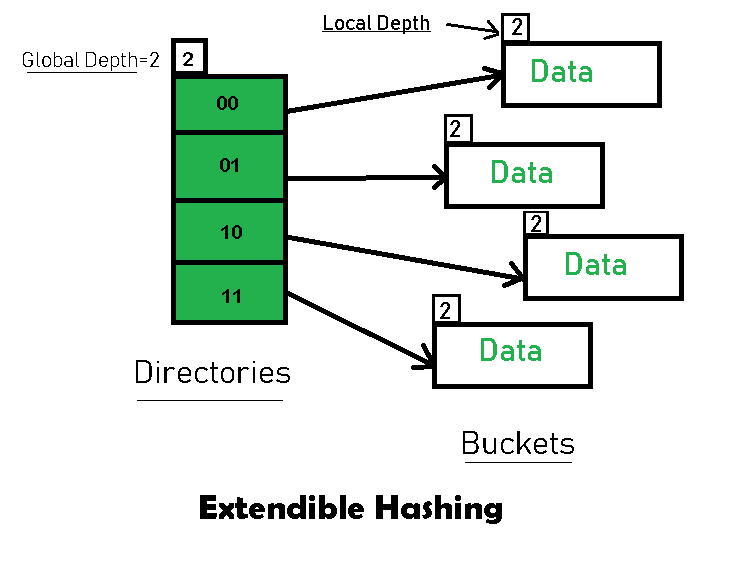 Local Depth
2
Global Depth=2
2
00
Data
2
01
Data
2
10
Data
2
11
Data
Directories
Buckets
Extendible Hashing